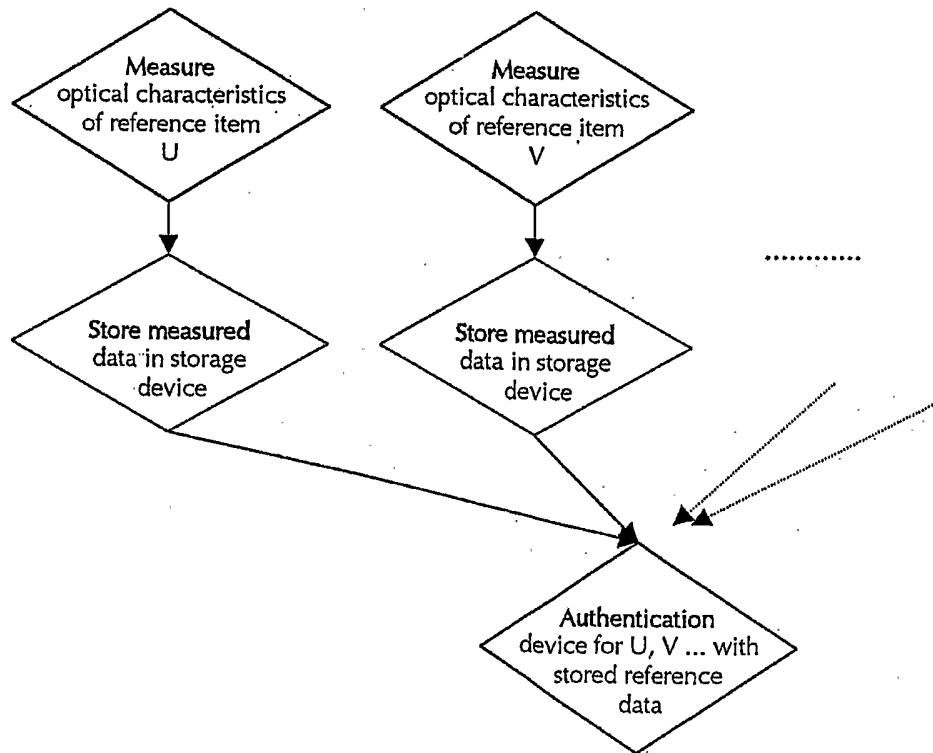 Measure
optical characteristics
of reference item
U
Measure
optical characteristics
of reference item
V
Store measured
data in storage
device
Store measured
data in storage
device
Authentication
device for U, V ... with
stored reference
data